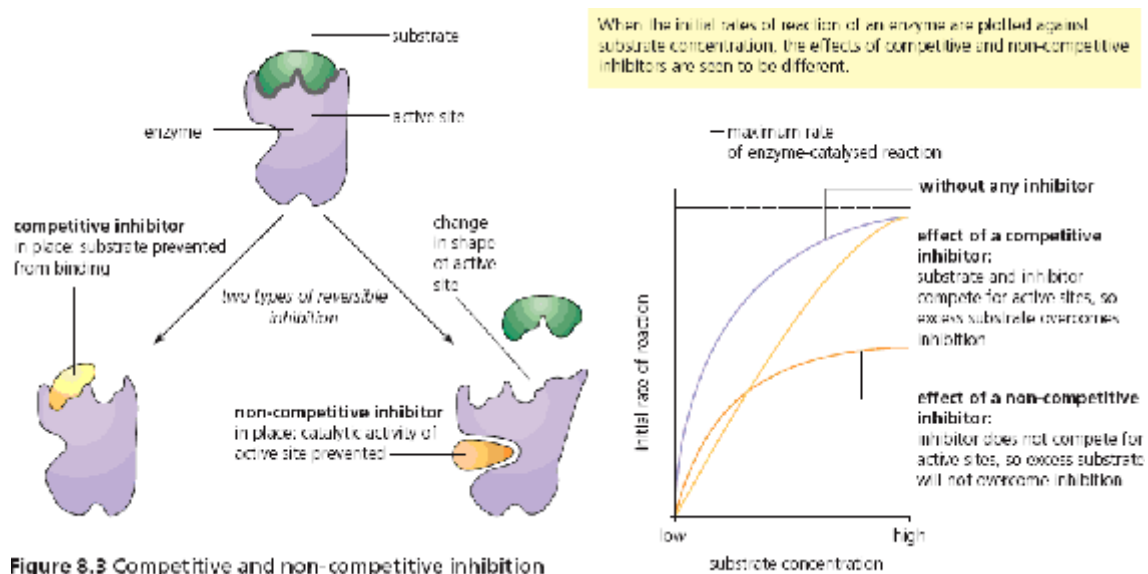 substrate
active site
enzyme
competitive inhibitor
in place: substrate prevented
from binding
two types of reversible
inhibition
change
in shape
of active
site
non-competitive inhibitor
in place: catalytic activity of
active site prevented
Figure 8.3 Competitive and non-competitive inhibition
When the initial rates of reaction of an enzyme are plotted against
substrate concentration, the effects of competitive and non-competitive
inhibitors are seen to be different.
maximum rate
of enzyme-catalysed reaction
without any inhibitor
effect of a competitive
inhibitor:
substrate and inhibitor
compete for active sites, so
excess substrate overcomes
inhibition
effect of a non-competitive
inhibitor:
inhibitor does not compete for
active sites, so excess substrate
will not overcome inhibition
Initial rate of reaction
low
high
substrate concentration